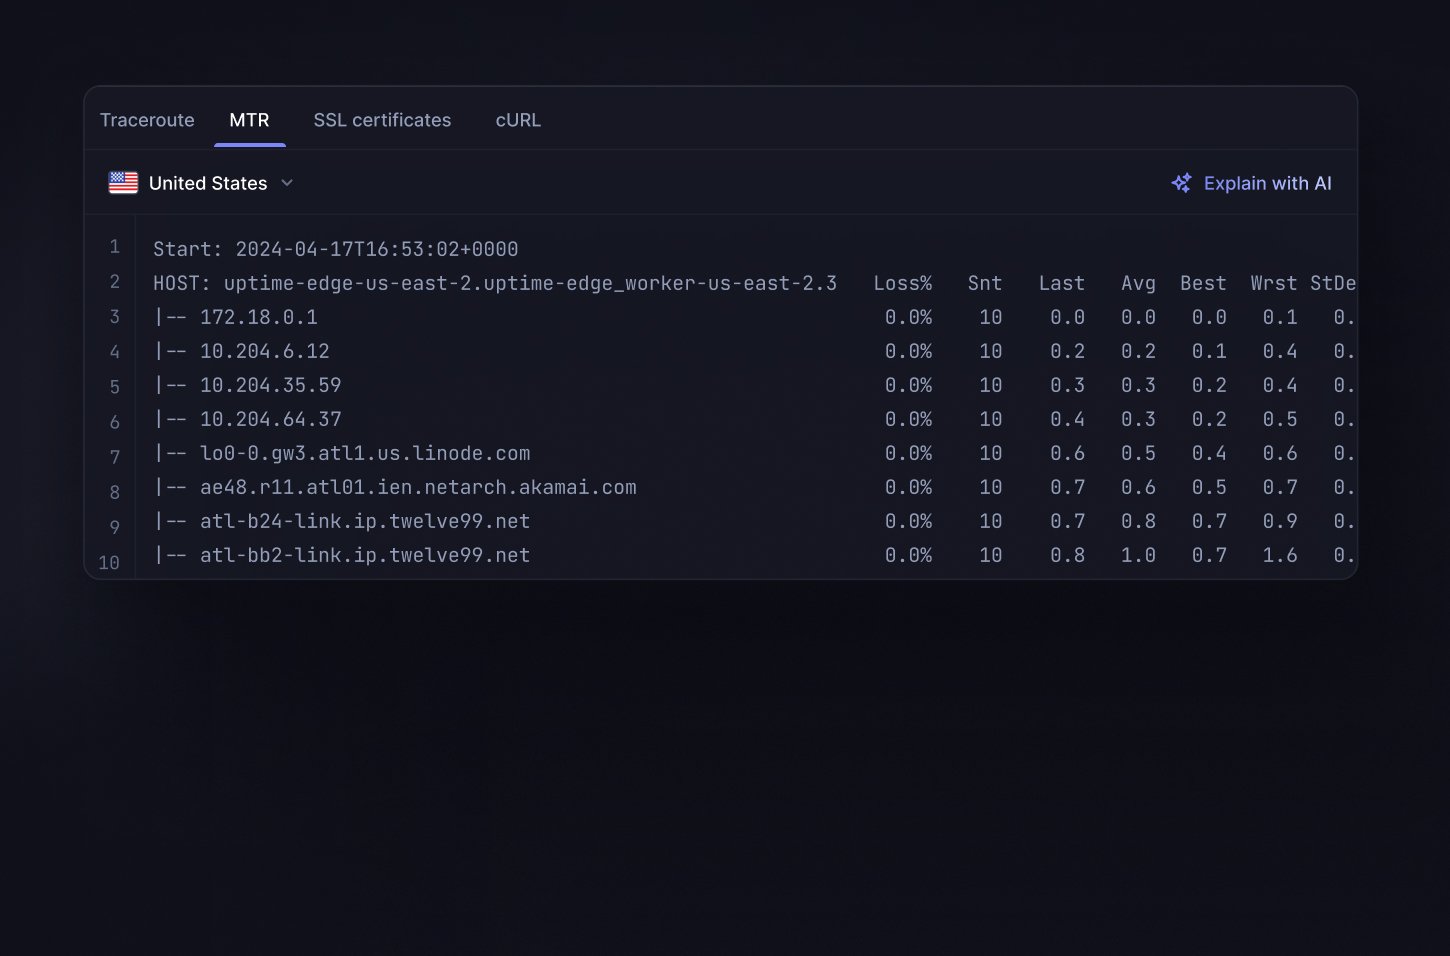 Traceroute MTR SSL certificates cURL
United States Explain with AI
1 Start: 2024-04-17T16:53:02+0000
2 HOST: uptime-edge-us-east-2.uptime-edge_worker-us-east-2.3 Loss% Snt Last Avg Best Wrst StDe
3 |-- 172.18.0.1 0.0% 10 0.0 0.0 0.0 0.1 0.
4 |-- 10.204.6.12 0.0% 10 0.2 0.2 0.1 0.4 0.
5 |-- 10.204.35.59 0.0% 10 0.3 0.3 0.2 0.4 0.
6 |-- 10.204.64.37 0.0% 10 0.4 0.3 0.2 0.5 0.
7 |-- lo0-0.gw3.atl1.us.linode.com 0.0% 10 0.6 0.5 0.4 0.6 0.
8 |-- ae48.r11.atl01.ien.netarch.akamai.com 0.0% 10 0.7 0.6 0.5 0.7 0.
9 |-- atl-b24-link.ip.twelve99.net 0.0% 10 0.7 0.8 0.7 0.9 0.
10 |-- atl-bb2-link.ip.twelve99.net 0.0% 10 0.8 1.0 0.7 1.6 0.